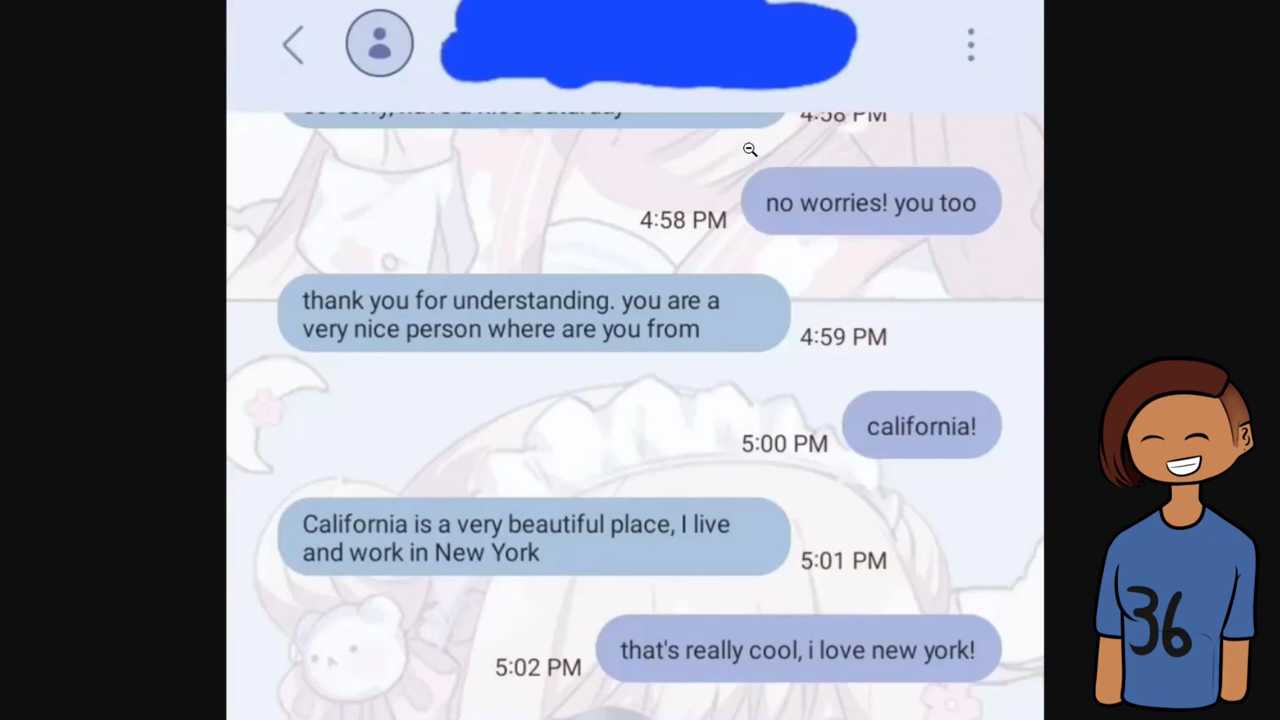 4:58 PM
no worries! you too
4:58 PM
thank you for understanding. you are a
very nice person where are you from
4:59 PM
california!
5:00 PM
California is a very beautiful place, I live
and work in New York
5:01 PM
that's really cool, i love new york!
5:02 PM
36